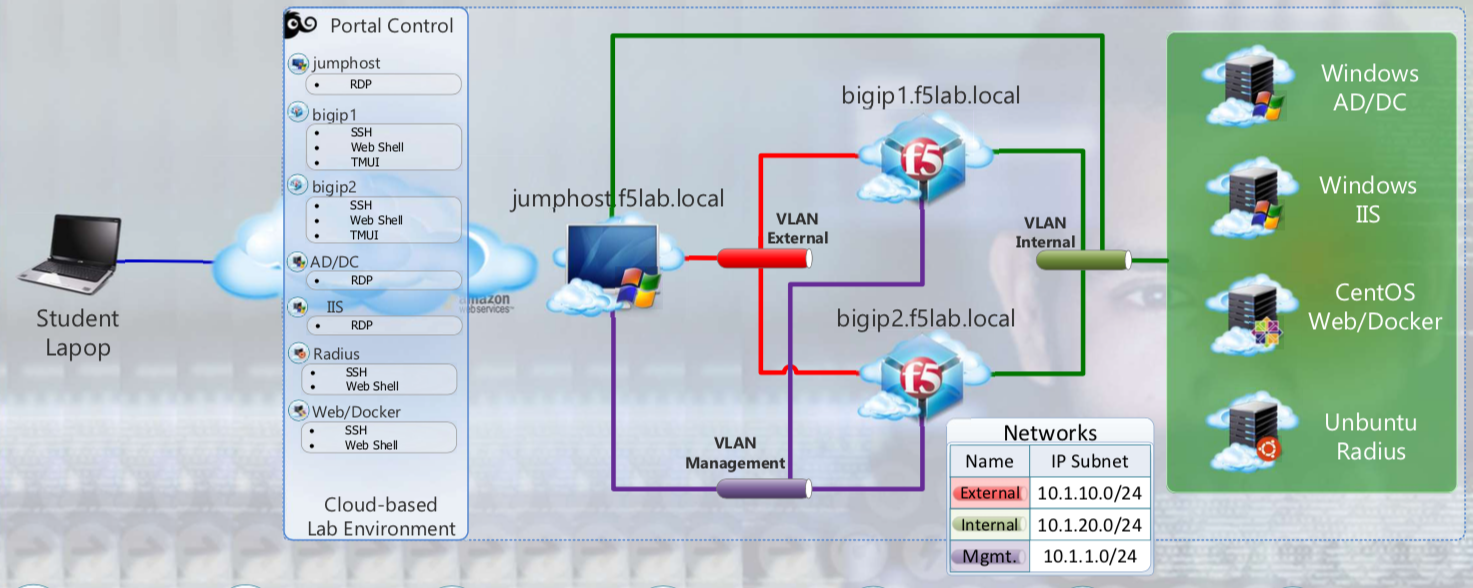 Portal Control
jumphost
• RDP
bigip1
• SSH
• Web Shell
• TMUI
bigip2
• SSH
• Web Shell
• TMUI
AD/DC
• RDP
IIS
• RDP
Radius
• SSH
• Web Shell
Web/Docker
• SSH
• Web Shell
Cloud-based
Lab Environment
Student
Lapop
amazon
webservices™
jumphost.f5lab.local
VLAN
External
bigip1.f5lab.local
f5
VLAN
Internal
bigip2.f5lab.local
f5
VLAN
Management
Networks
Name IP Subnet
External 10.1.10.0/24
Internal 10.1.20.0/24
Mgmt. 10.1.1.0/24
Windows
AD/DC
Windows
IIS
CentOS
Web/Docker
Unbuntu
Radius